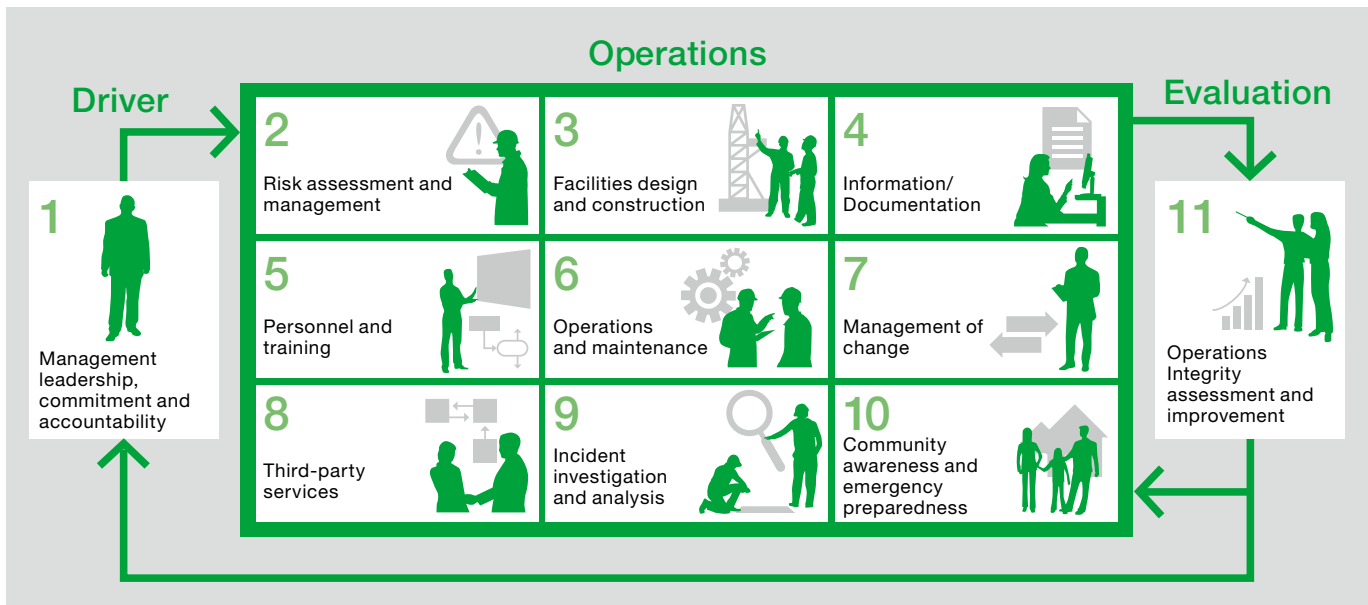 Operations
Driver
Evaluation
1
Management
leadership,
commitment and
accountability
2
Risk assessment and
management
3
Facilities design
and construction
4
Information/
Documentation
5
Personnel and
training
6
Operations
and maintenance
7
Management of
change
8
Third-party
services
9
Incident
investigation
and analysis
10
Community
awareness and
emergency
preparedness
11
Operations
Integrity
assessment and
improvement